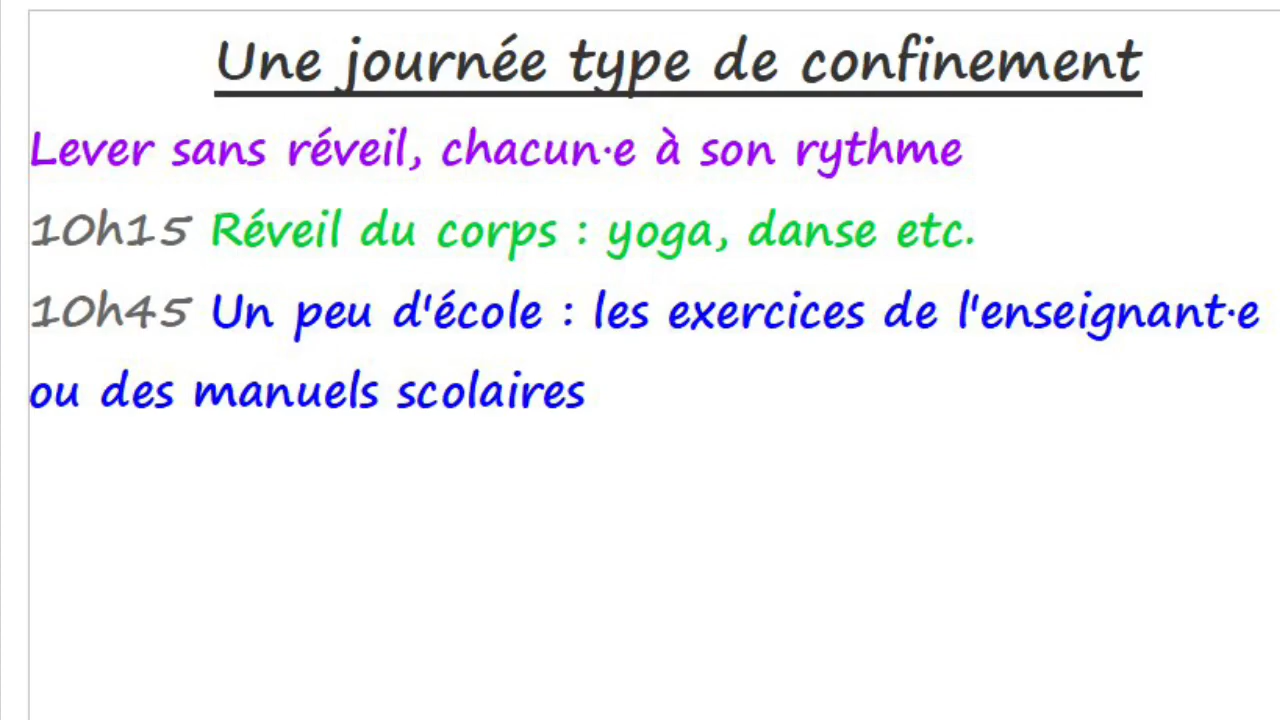 Une journée type de confinement
Lever sans réveil, chacun·e à son rythme
10h15 Réveil du corps : yoga, danse etc.
10h45 Un peu d'école : les exercices de l'enseignant·e
ou des manuels scolaires